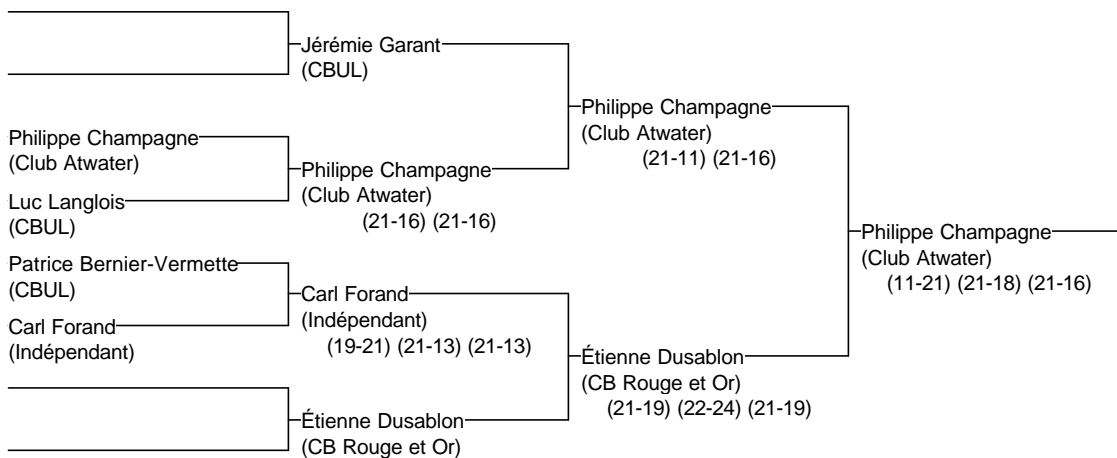 Jérémie Garant
(CBUL)
Philippe Champagne
(Club Atwater)
(21-11) (21-16)
Philippe Champagne
(Club Atwater)
Philippe Champagne
(Club Atwater)
(21-16) (21-16)
Luc Langlois
(CBUL)
Philippe Champagne
(Club Atwater)
(11-21) (21-18) (21-16)
Patrice Bernier-Vermette
(CBUL)
Carl Forand
(Indépendant)
(19-21) (21-13) (21-13)
Carl Forand
(Indépendant)
Étienne Dusablon
(CB Rouge et Or)
(21-19) (22-24) (21-19)
Étienne Dusablon
(CB Rouge et Or)